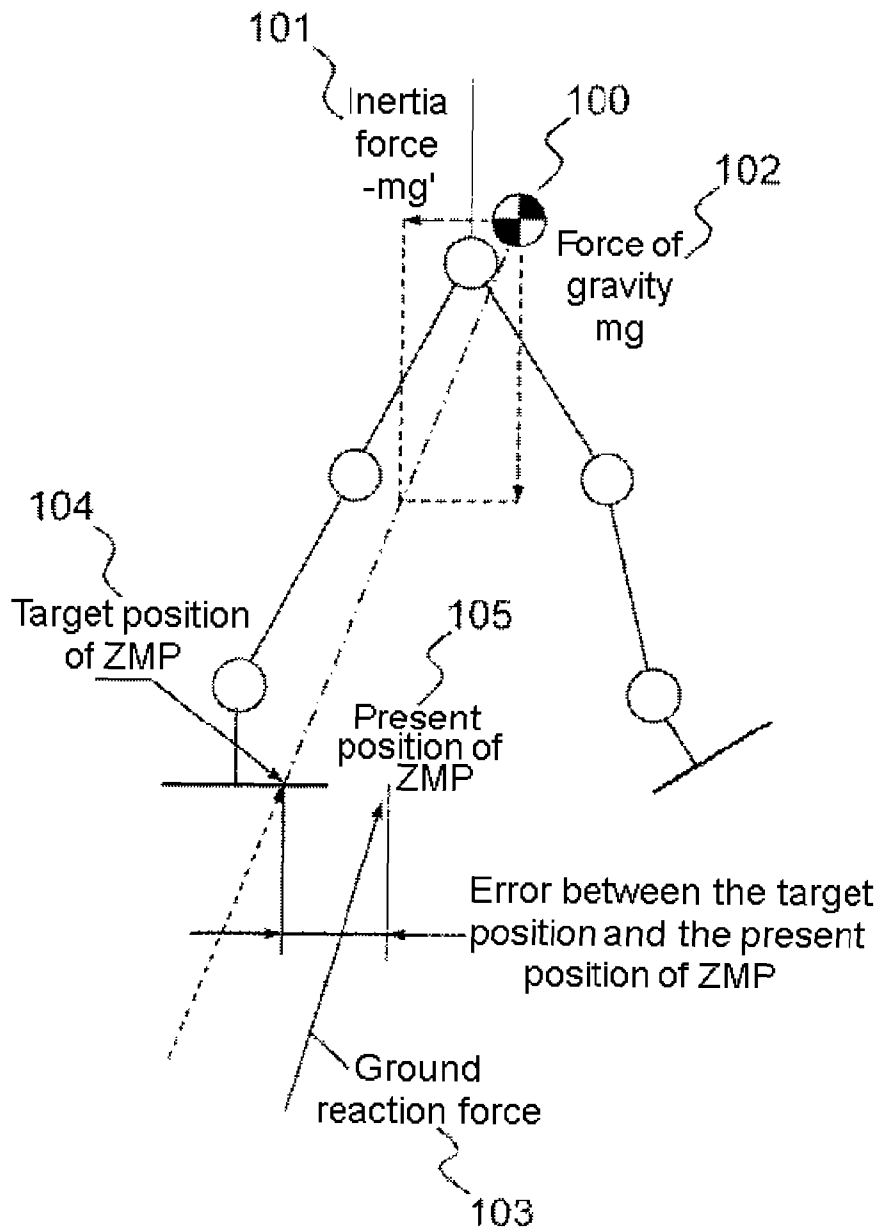 101
Inertia
force
-mg'
100
102
Force of
gravity
mg
104
Target position
of ZMP
105
Present
position of
ZMP
Error between the target
position and the present
position of ZMP
Ground
reaction force
103